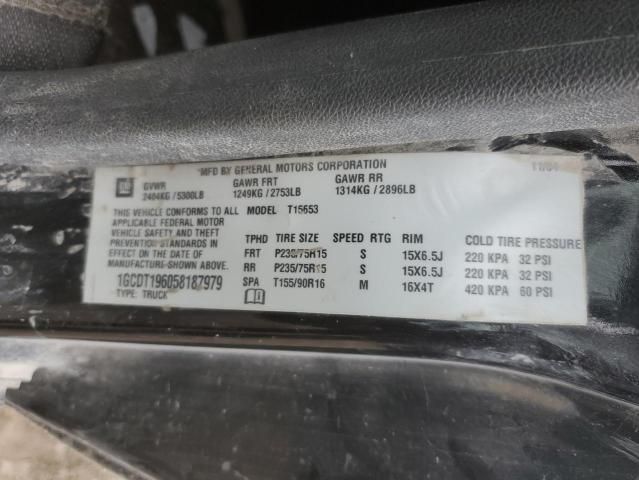 MFD BY GENERAL MOTORS CORPORATION 11/04
GM GVWR GAWR FRT GAWR RR
2404KG / 5300LB 1249KG / 2753LB 1314KG / 2896LB
THIS VEHICLE CONFORMS TO ALL MODEL T15653
APPLICABLE FEDERAL MOTOR
VEHICLE SAFETY AND THEFT
PREVENTION STANDARDS IN
EFFECT ON THE DATE OF
MANUFACTURE SHOWN ABOVE.
1GCDT196058187979
TYPE: TRUCK
TPHD TIRE SIZE SPEED RTG RIM COLD TIRE PRESSURE
FRT P235/75R15 S 15X6.5J 220 KPA 32 PSI
RR P235/75R15 S 15X6.5J 220 KPA 32 PSI
SPA T155/90R16 M 16X4T 420 KPA 60 PSI